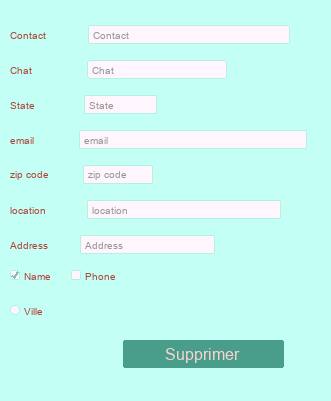 Contact Contact
Chat Chat
State State
email email
zip code zip code
location location
Address Address
Name Phone
Ville
Supprimer